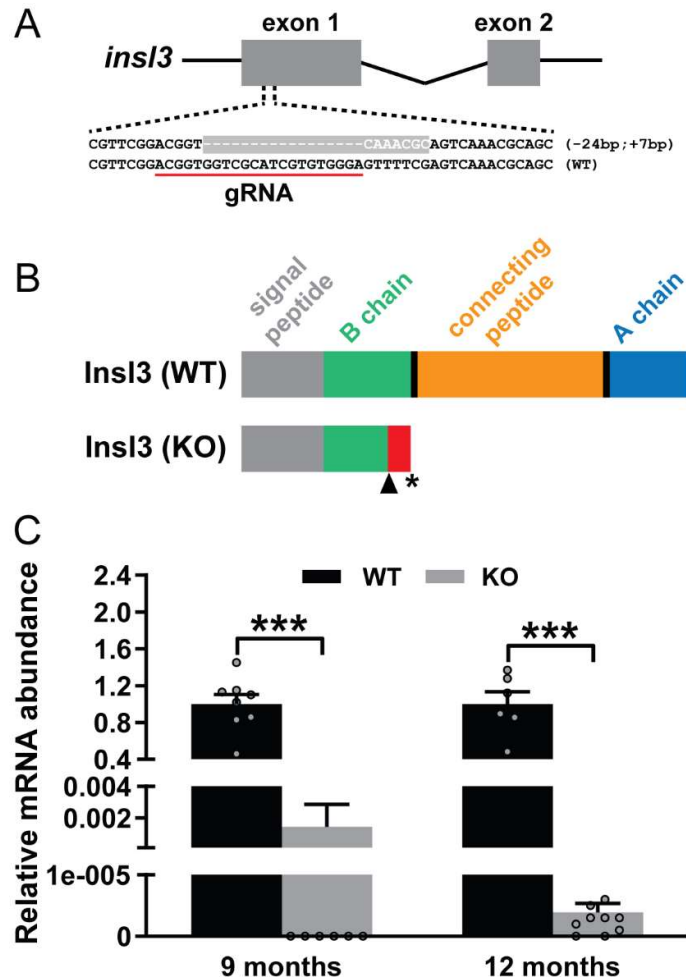 A
exon 1 exon 2
insl3
CGTTCGGACGGT-----------------CAAACGCAGTCAAACGCAGC (-24bp;+7bp)
CGTTCGGACGGTGGTCGCATCGTGTGGGAGTTTTCGAGTCAAACGCAGC (WT)
gRNA
B
signal
peptide
B chain
connecting
peptide
A chain
Insl3 (WT)
Insl3 (KO)
*
C
Relative mRNA abundance
WT KO
2.4
2.0
1.6
1.2
0.8
0.4
0.004
0.002
1e-005
0
*** ***
9 months 12 months